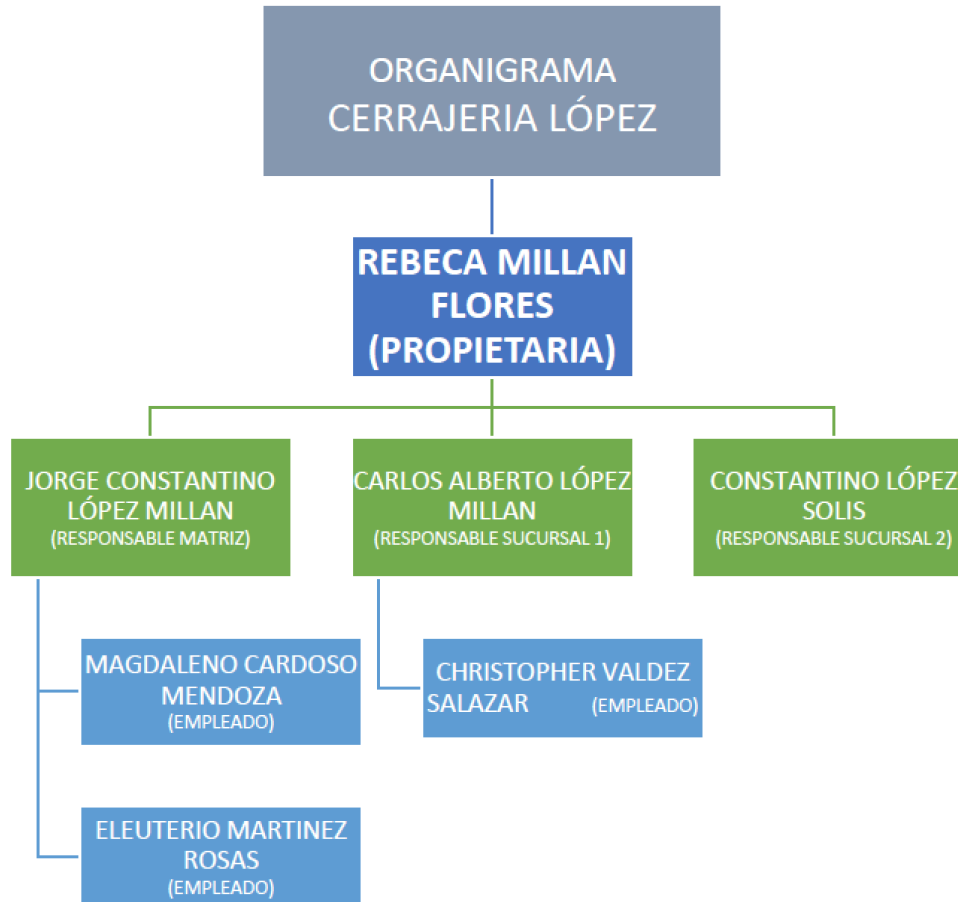 ORGANIGRAMA
CERRAJERIA LÓPEZ
REBECA MILLAN
FLORES
(PROPIETARIA)
JORGE CONSTANTINO
LÓPEZ MILLAN
(RESPONSABLE MATRIZ)
CARLOS ALBERTO LÓPEZ
MILLAN
(RESPONSABLE SUCURSAL 1)
CONSTANTINO LÓPEZ
SOLIS
(RESPONSABLE SUCURSAL 2)
MAGDALENO CARDOSO
MENDOZA
(EMPLEADO)
CHRISTOPHER VALDEZ
SALAZAR (EMPLEADO)
ELEUTERIO MARTINEZ
ROSAS
(EMPLEADO)